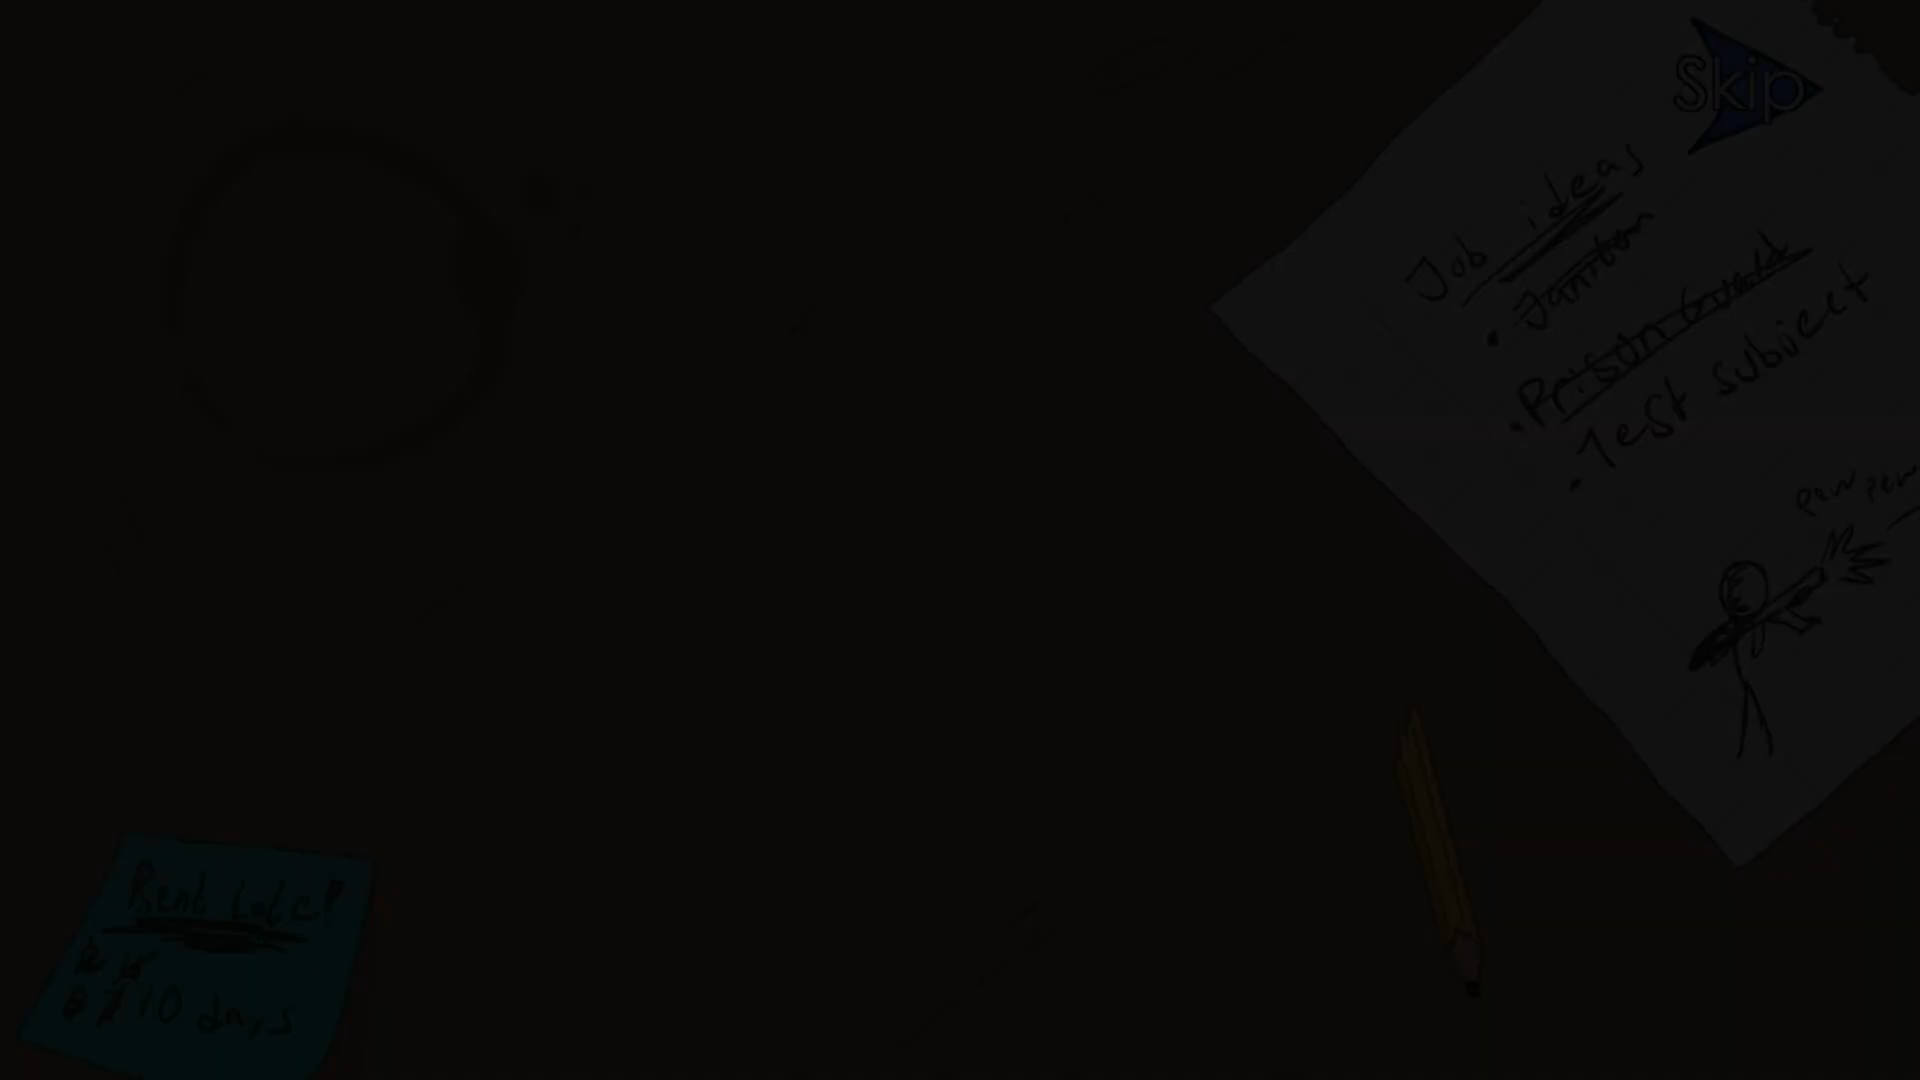 Skip
Job ideas
• Janitor
• Prison Guard
• Test subject
pew pew
Rent Late!
10 days